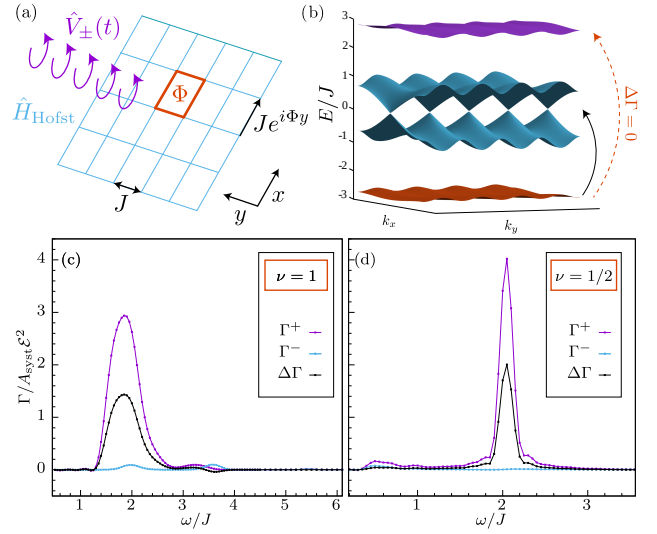 (a)
V̂±(t)
Ĥ_Hofst
Φ
Je^{iΦy}
J
x
y
(b)
E/J
3
2
1
0
-1
-2
-3
k_x
k_y
ΔΓ = 0
(c)
ν = 1
Γ⁺
Γ⁻
ΔΓ
Γ/A_syst ℰ²
4
3
2
1
0
1 2 3 4 5 6
ω/J
(d)
ν = 1/2
Γ⁺
Γ⁻
ΔΓ
1 2 3
ω/J